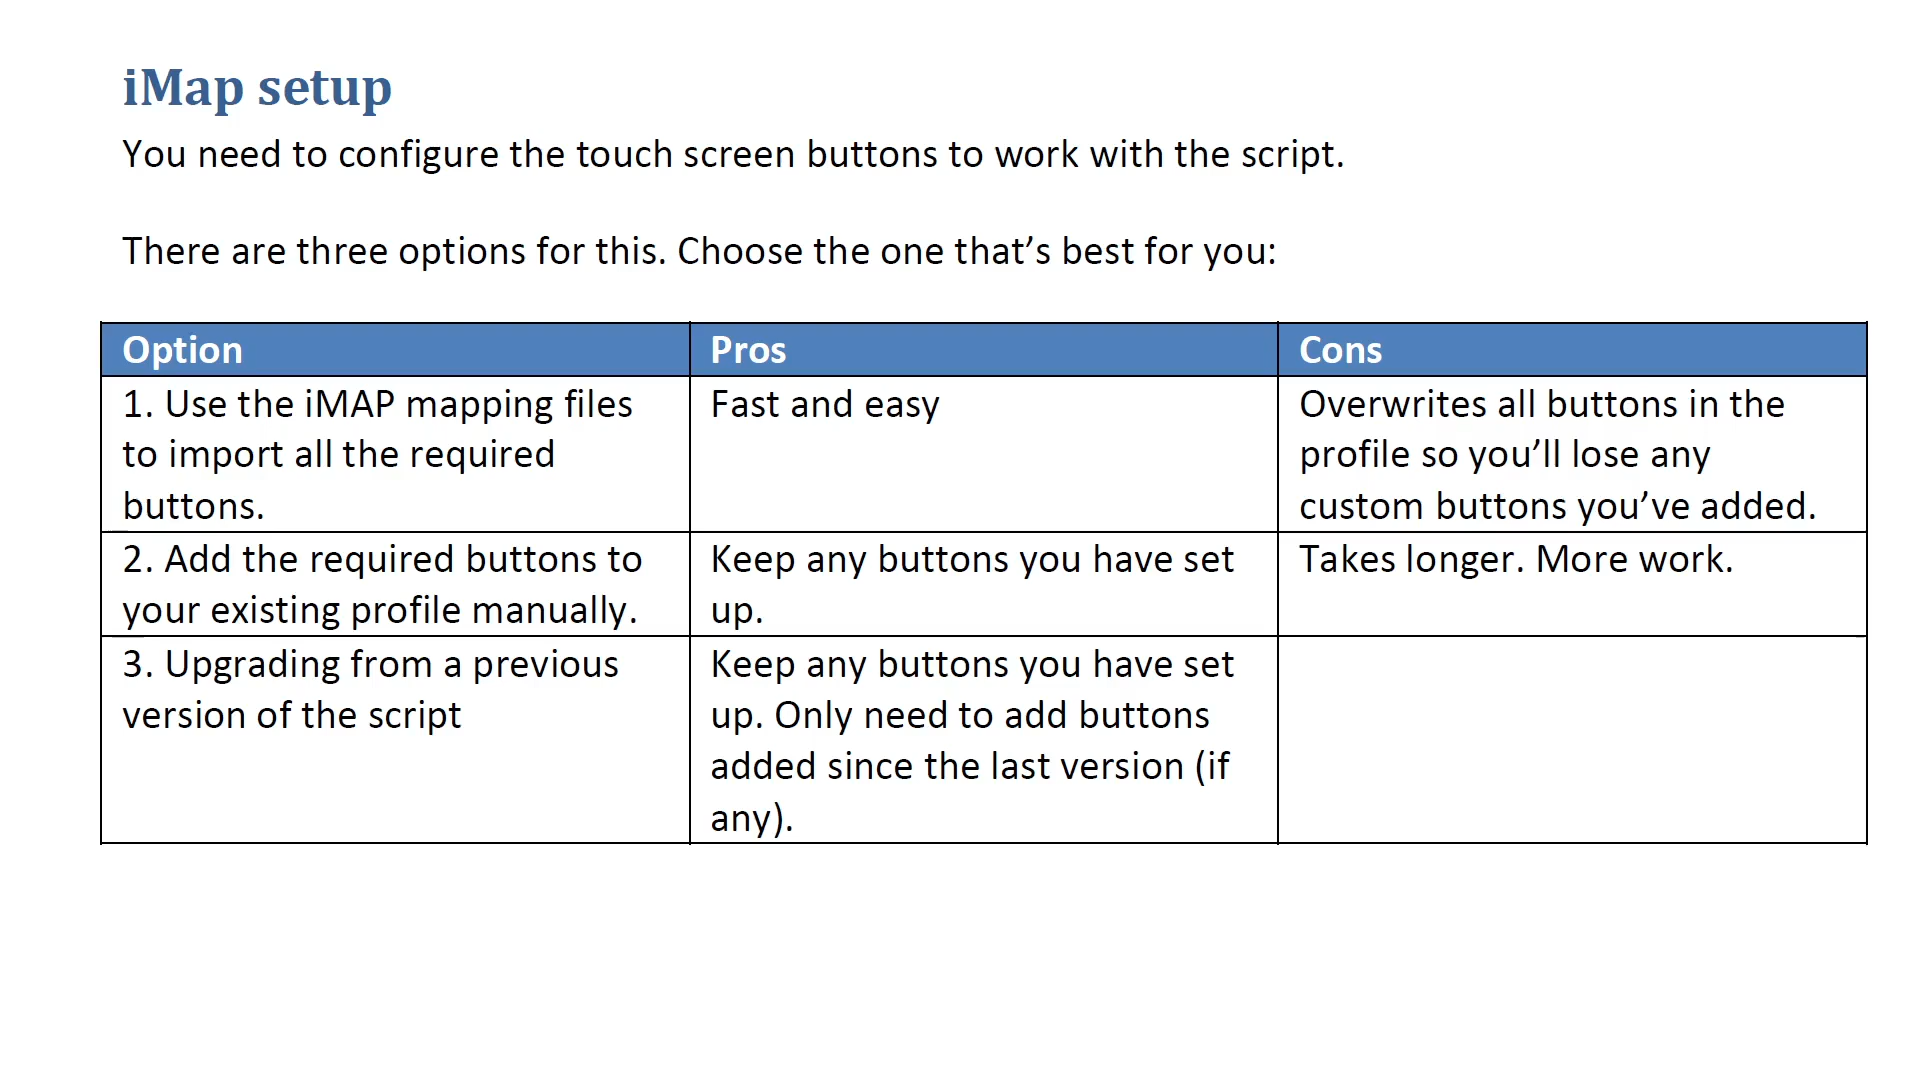 iMap setup
You need to configure the touch screen buttons to work with the script.
There are three options for this. Choose the one that’s best for you:
Option
Pros
Cons
1. Use the iMAP mapping files
to import all the required
buttons.
Fast and easy
Overwrites all buttons in the
profile so you’ll lose any
custom buttons you’ve added.
2. Add the required buttons to
your existing profile manually.
Keep any buttons you have set
up.
Takes longer. More work.
3. Upgrading from a previous
version of the script
Keep any buttons you have set
up. Only need to add buttons
added since the last version (if
any).